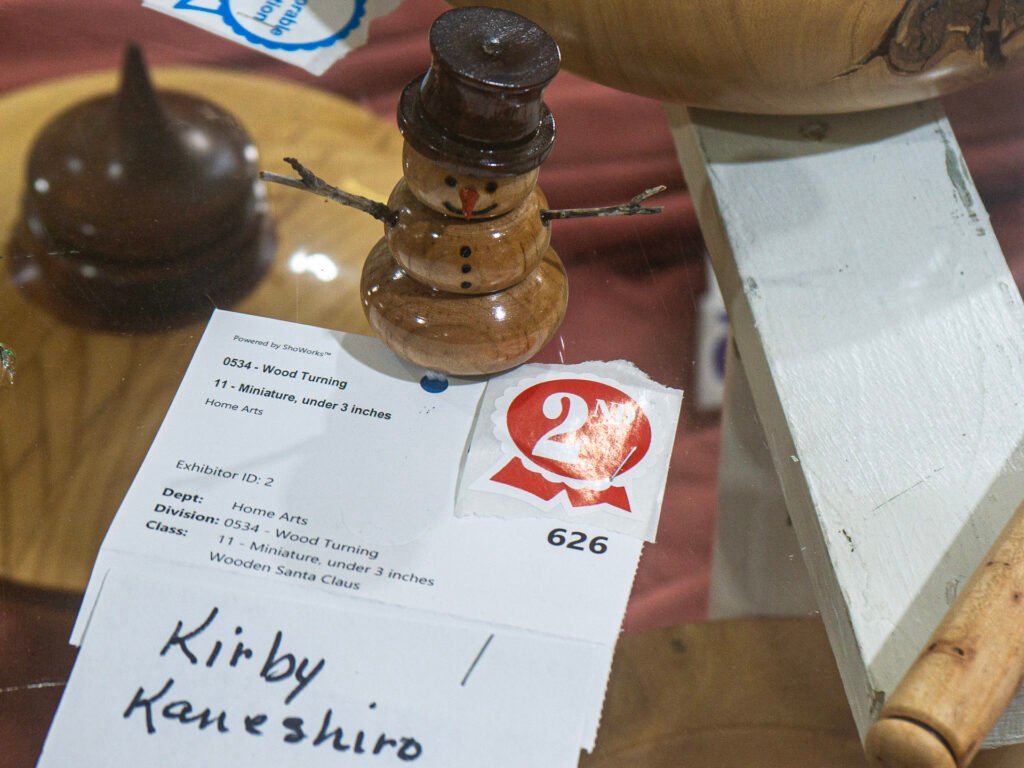 Powered by ShoWorks™
0534 - Wood Turning
11 - Miniature, under 3 inches
Home Arts
Exhibitor ID: 2
Dept: Home Arts
Division: 0534 - Wood Turning
Class: 11 - Miniature, under 3 inches
Wooden Santa Claus
2ND
626
Kirby
Kaneshiro